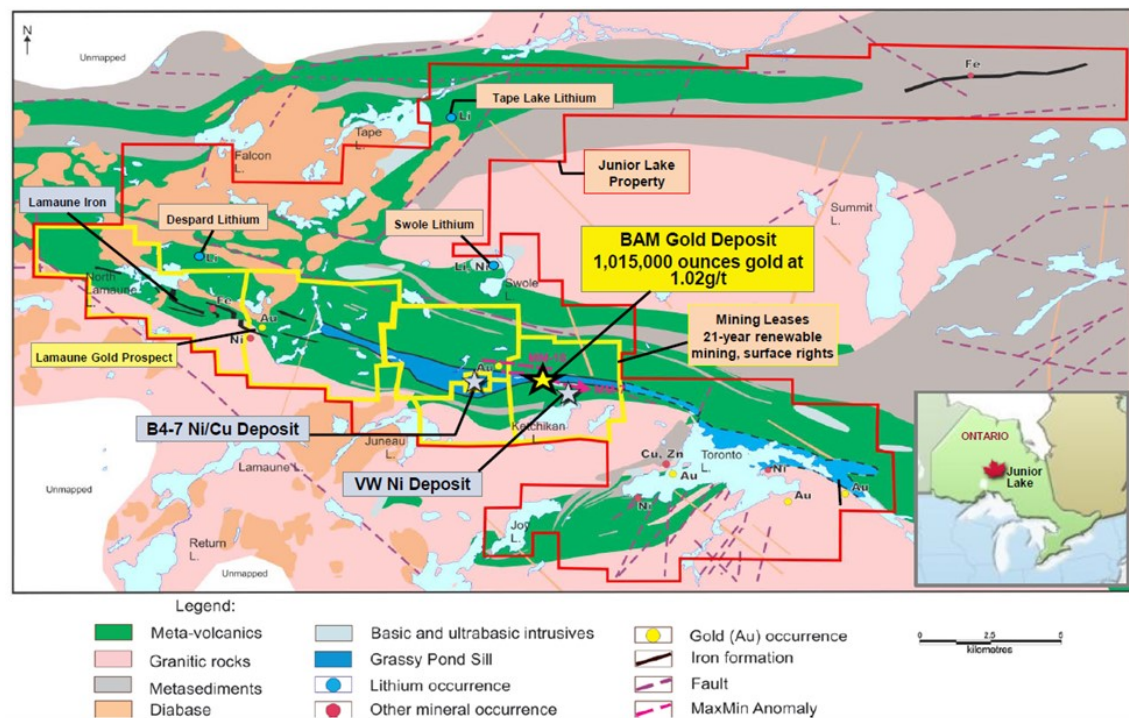 N
Unmapped
Fe
Tape Lake Lithium
Li
Tape
L.
Falcon
L.
Junior Lake
Property
Lamaune Iron
Despard Lithium
Swole Lithium
Summit
L.
BAM Gold Deposit
1,015,000 ounces gold at
1.02g/t
Li
Li, Ni
Swole
L.
North
Lamaune
L.
Fe
Au
Ni
Mining Leases
21-year renewable
mining, surface rights
Lamaune Gold Prospect
Au
B4-7 Ni/Cu Deposit
Ketchikan
L.
Juneau
L.
Lamaune L.
VW Ni Deposit
Cu, Zn
Toronto
L.
Ni
Au
Au
Au
Ni
Unmapped
Joy
L.
Return
L.
Unmapped
ONTARIO
Junior
Lake
Legend:
Meta-volcanics
Basic and ultrabasic intrusives
Gold (Au) occurrence
Granitic rocks
Grassy Pond Sill
Iron formation
Metasediments
Lithium occurrence
Fault
Diabase
Other mineral occurrence
MaxMin Anomaly
0 2.5 5
kilometres